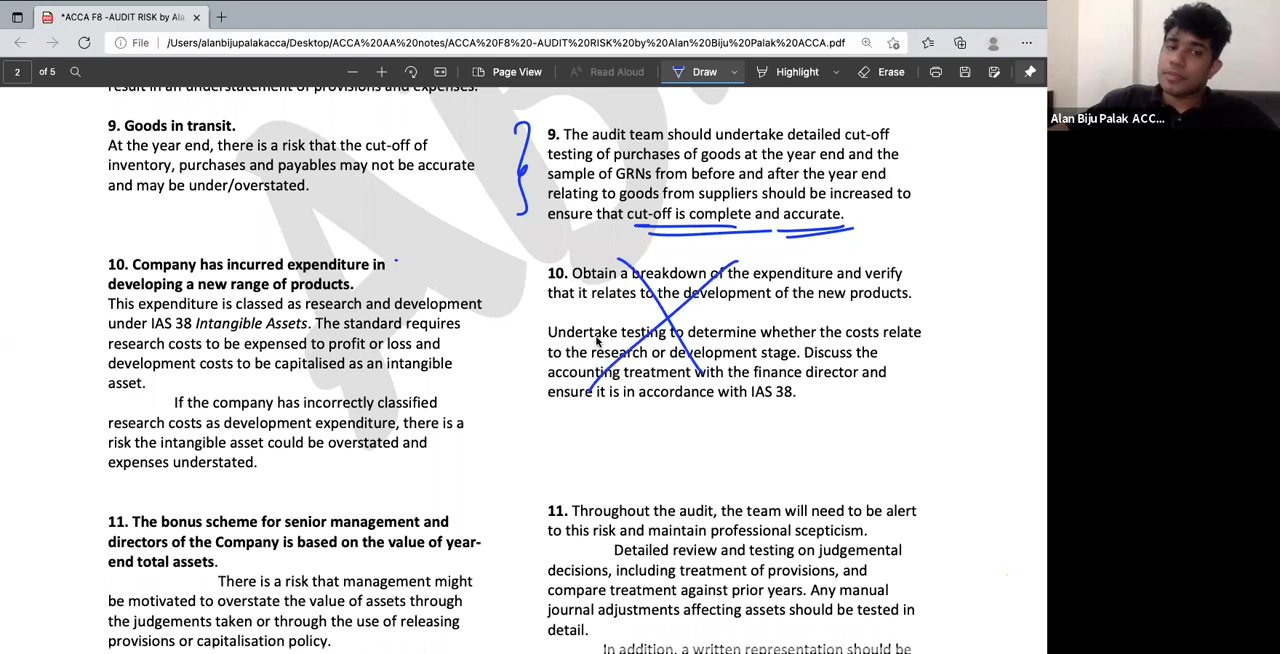 *ACCA F8 -AUDIT RISK by Ala
File
/Users/alanbijupalakacca/Desktop/ACCA%20AA%20notes/ACCA%20F8%20-AUDIT%20RISK%20by%20Alan%20Biju%20Palak%20ACCA.pdf
2 of 5
Page View
Read Aloud
Draw
Highlight
Erase
Alan Biju Palak ACC...
result in an understatement of provisions and expenses.
9. Goods in transit.
At the year end, there is a risk that the cut-off of
inventory, purchases and payables may not be accurate
and may be under/overstated.
10. Company has incurred expenditure in
developing a new range of products.
This expenditure is classed as research and development
under IAS 38 Intangible Assets. The standard requires
research costs to be expensed to profit or loss and
development costs to be capitalised as an intangible
asset.
If the company has incorrectly classified
research costs as development expenditure, there is a
risk the intangible asset could be overstated and
expenses understated.
11. The bonus scheme for senior management and
directors of the Company is based on the value of year-
end total assets.
There is a risk that management might
be motivated to overstate the value of assets through
the judgements taken or through the use of releasing
provisions or capitalisation policy.
9. The audit team should undertake detailed cut-off
testing of purchases of goods at the year end and the
sample of GRNs from before and after the year end
relating to goods from suppliers should be increased to
ensure that cut-off is complete and accurate.
10. Obtain a breakdown of the expenditure and verify
that it relates to the development of the new products.
Undertake testing to determine whether the costs relate
to the research or development stage. Discuss the
accounting treatment with the finance director and
ensure it is in accordance with IAS 38.
11. Throughout the audit, the team will need to be alert
to this risk and maintain professional scepticism.
Detailed review and testing on judgemental
decisions, including treatment of provisions, and
compare treatment against prior years. Any manual
journal adjustments affecting assets should be tested in
detail.
In addition, a written representation should be